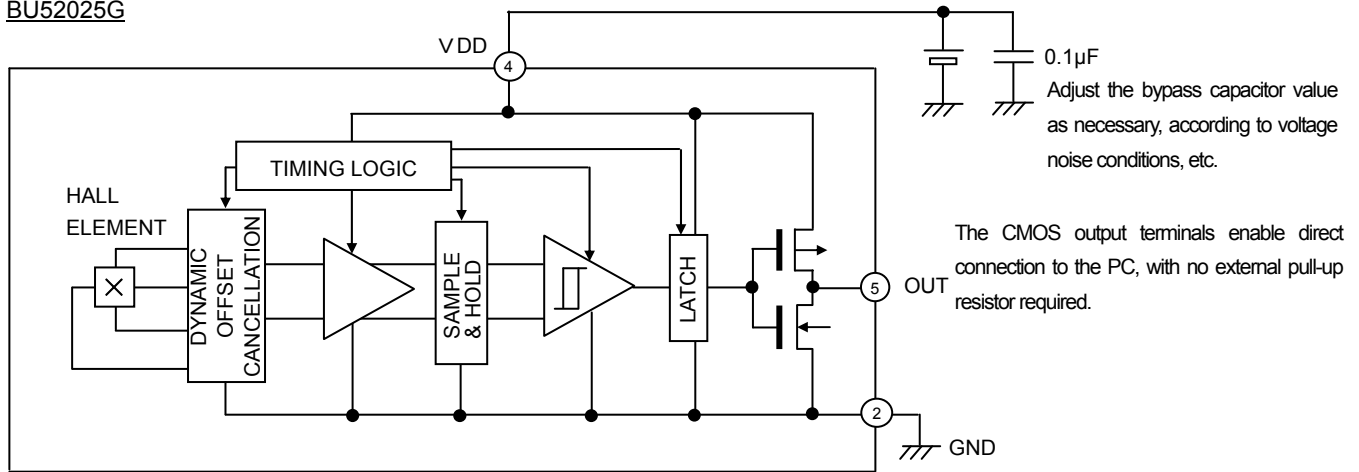 BU52025G
VDD
4
0.1µF
Adjust the bypass capacitor value
as necessary, according to voltage
noise conditions, etc.
TIMING LOGIC
HALL
ELEMENT
DYNAMIC
OFFSET
CANCELLATION
SAMPLE
& HOLD
LATCH
The CMOS output terminals enable direct
connection to the PC, with no external pull-up
resistor required.
5
OUT
2
GND